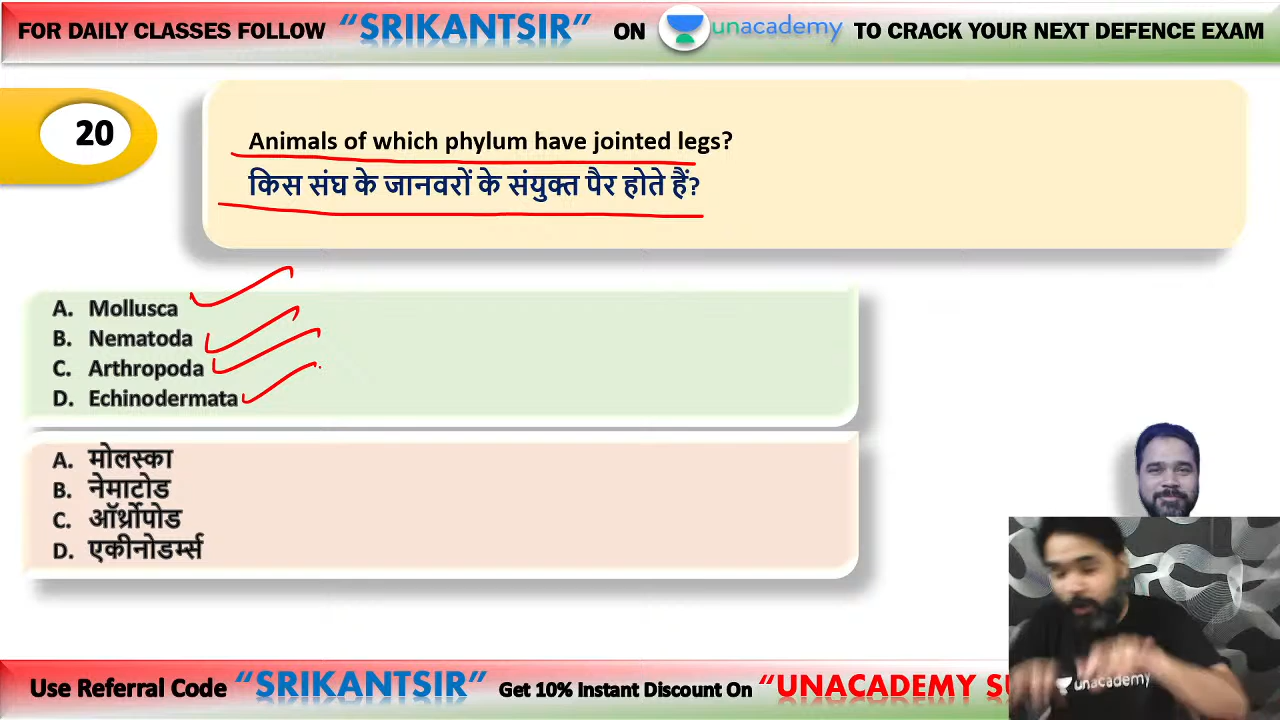 FOR DAILY CLASSES FOLLOW “SRIKANTSIR” ON unacademy TO CRACK YOUR NEXT DEFENCE EXAM
20
Animals of which phylum have jointed legs?
किस संघ के जानवरों के संयुक्त पैर होते हैं?
A. Mollusca
B. Nematoda
C. Arthropoda
D. Echinodermata
A. मोलस्का
B. नेमाटोड
C. ऑर्थ्रोपोड
D. एकीनोडर्म्स
Use Referral Code “SRIKANTSIR” Get 10% Instant Discount On “UNACADEMY
unacademy